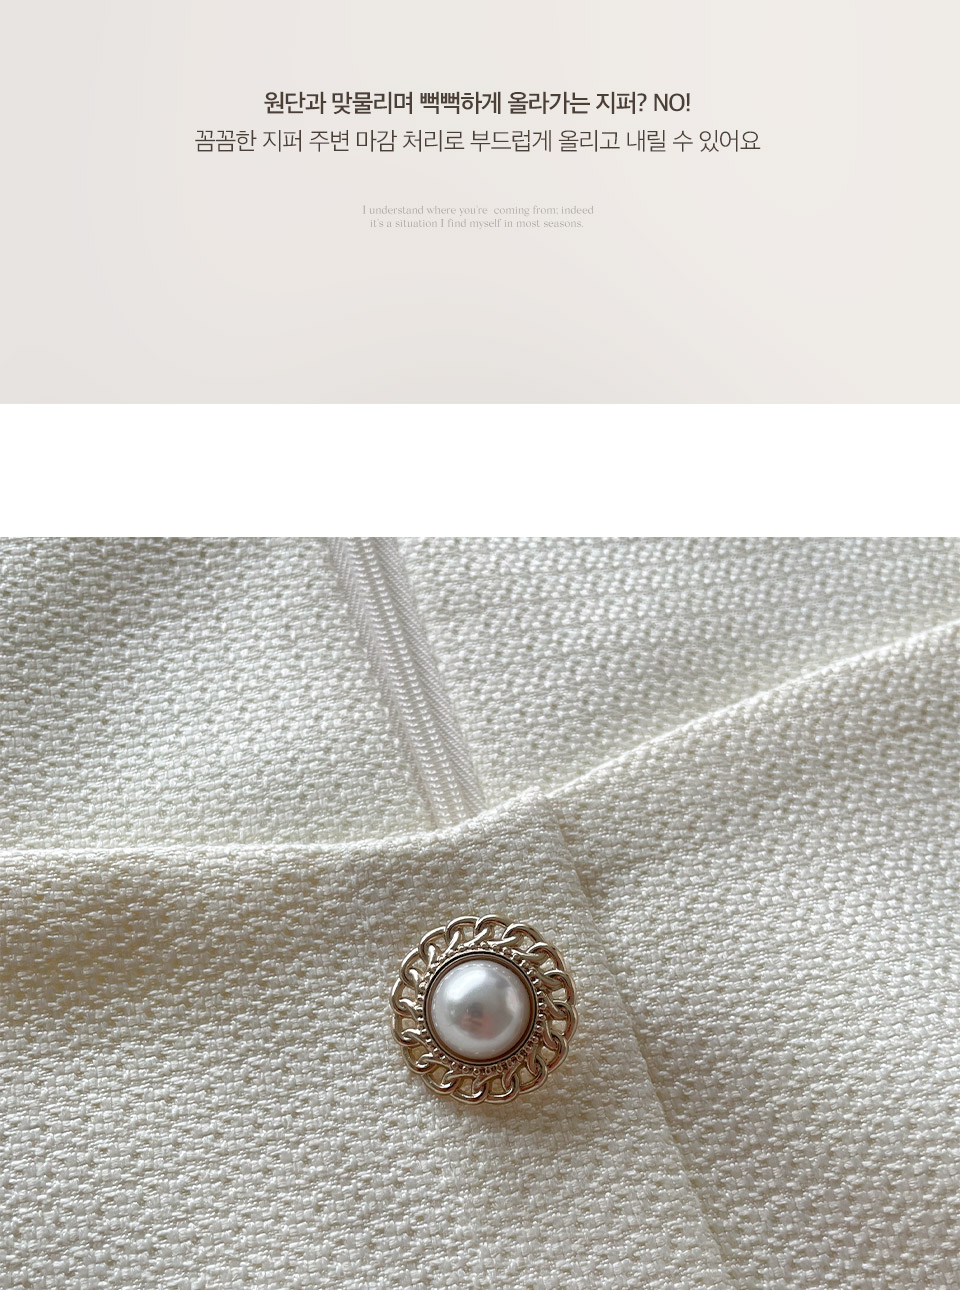 원단과 맞물리며 뻑뻑하게 올라가는 지퍼? NO!
꼼꼼한 지퍼 주변 마감 처리로 부드럽게 올리고 내릴 수 있어요
I understand where you're coming from; indeed
it's a situation I find myself in most seasons.